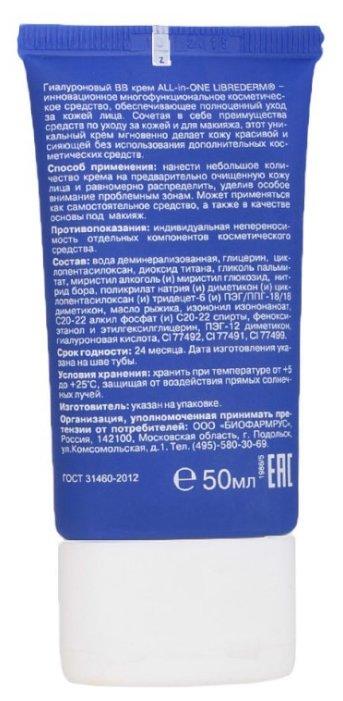 Гиалуроновый BB крем ALL-in-ONE LIBREDERM® –
инновационное многофункциональное косметичес-
кое средство, обеспечивающее полноценный уход
за кожей лица. Сочетая в себе преимущества
средств по уходу за кожей и для макияжа, этот уни-
кальный крем мгновенно делает кожу красивой и
сияющей без использования дополнительных кос-
метических средств.
Способ применения: нанести небольшое коли-
чество крема на предварительно очищенную кожу
лица и равномерно распределить, уделив особое
внимание проблемным зонам. Может применяться
как самостоятельное средство, а также в качестве
основы под макияж.
Противопоказания: индивидуальная непереноси-
мость отдельных компонентов косметического
средства.
Состав: вода деминерализованная, глицерин, цик-
лопентасилоксан, диоксид титана, гликоль пальми-
тат, миристил алкоголь (и) миристил глюкозид, нит-
рид бора, поликрилат натрия (и) диметикон (и) цик-
лопентасилоксан (и) тридецет-6 (и) ПЭГ/ППГ-18/18
диметикон, масло рыжика, изононил изононаноат,
С20-22 алкил фосфат (и) С20-22 спирты, фенокси-
этанол и этилгексилглицерин, ПЭГ-12 диметикон,
гиалуроновая кислота, CI 77492, CI 77491, CI 77499.
Срок годности: 24 месяца. Дата изготовления ука-
зана на шве тубы.
Условия хранения: хранить при температуре от +5
до +25°С, защищая от воздействия прямых солнеч-
ных лучей.
Изготовитель: указан на упаковке.
Организация, уполномоченная принимать пре-
тензии от потребителей: ООО «БИОФАРМРУС»,
Россия, 142100, Московская область, г. Подольск,
ул.Комсомольская, д.1. Тел. (495)-580-30-69.
ГОСТ 31460-2012
℮ 50мл
1986/5
EAC